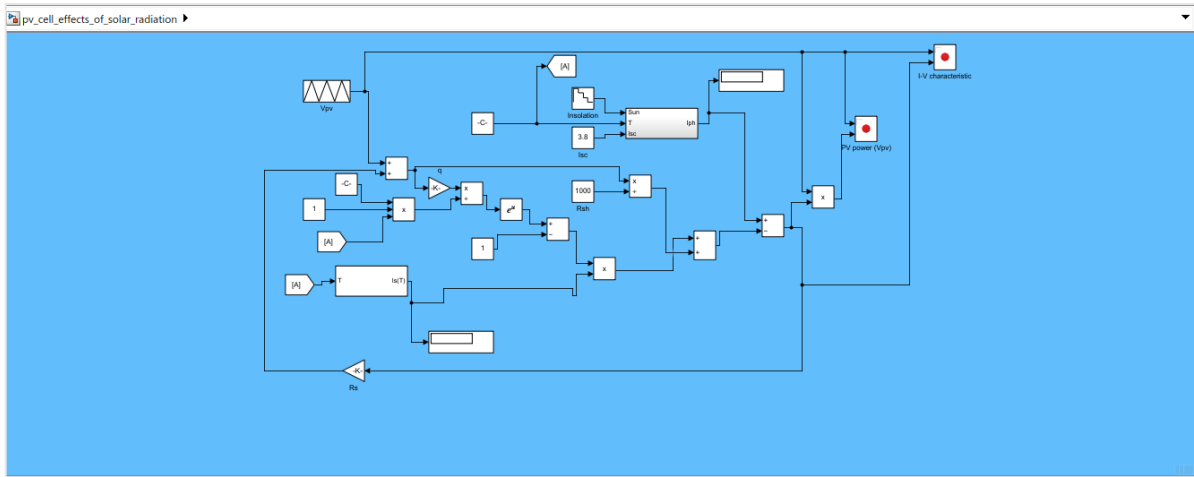 pv_cell_effects_of_solar_radiation
I-V characteristic
[A]
Vpv
Insolation
Sun
T
Isc
Iph
-C-
3.8
Isc
PV power (Vpv)
+
+
q
-K-
-C-
x
÷
x
÷
1000
Rsh
1
x
eᵘ
[A]
+
−
1
+
+
+
−
x
x
[A]
T
Is(T)
-K-
Rs